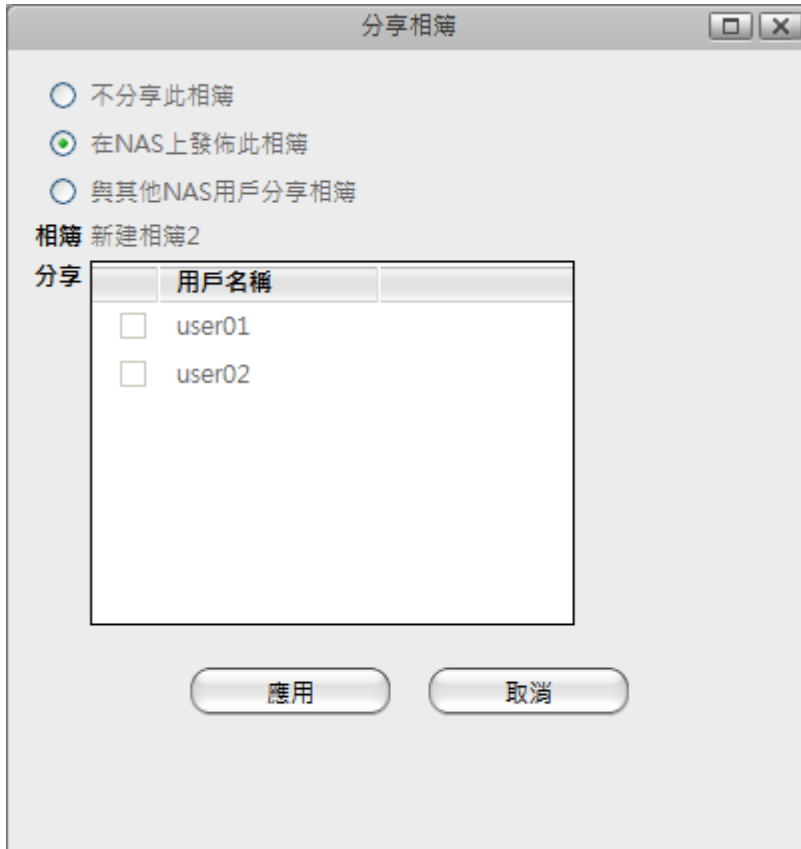 分享相簿
不分享此相簿
在NAS上發佈此相簿
與其他NAS用戶分享相簿
相簿 新建相簿2
分享
用戶名稱
user01
user02
應用 取消